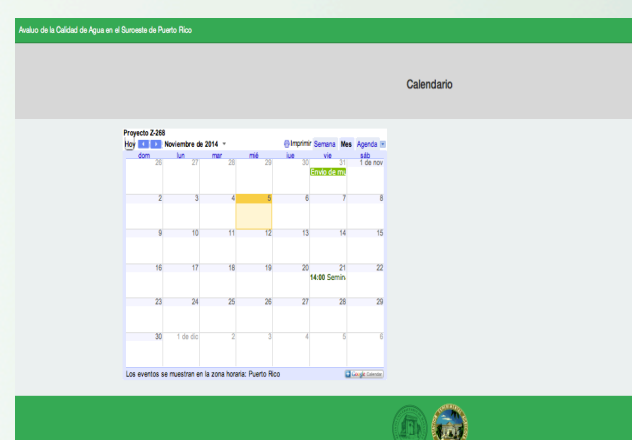 Avaluo de la Calidad de Agua en el Suroeste de Puerto Rico
Calendario
Proyecto Z-268
Hoy Noviembre de 2014 Imprimir Semana Mes Agenda
dom lun mar mié jue vie sáb
26 27 28 29 30 31 1 de nov
Envío de mu
2 3 4 5 6 7 8
9 10 11 12 13 14 15
16 17 18 19 20 21 22
14:00 Semin
23 24 25 26 27 28 29
30 1 de dic 2 3 4 5 6
Los eventos se muestran en la zona horaria: Puerto Rico
Google Calendar